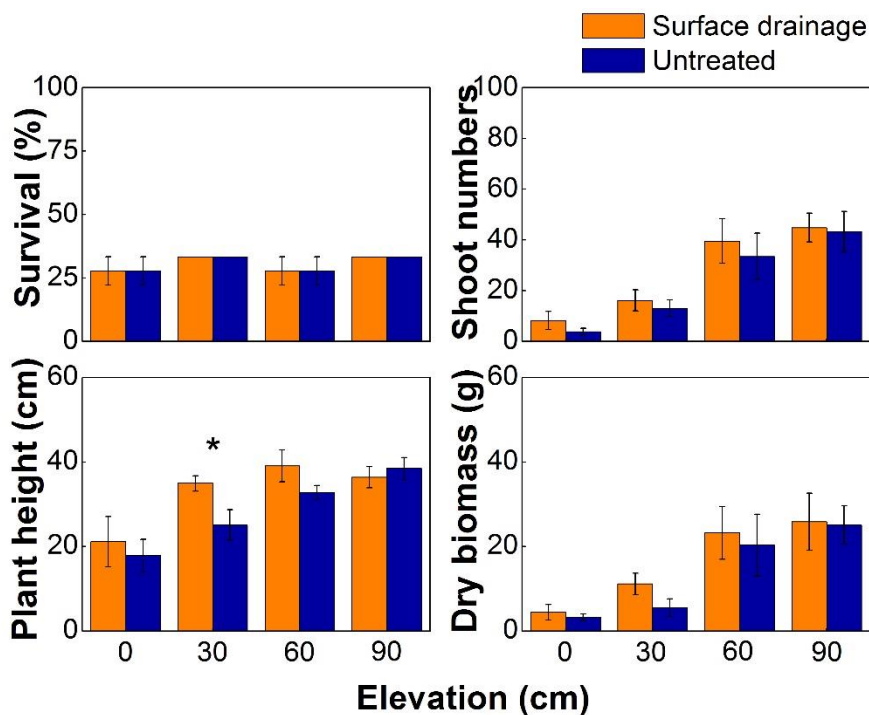 Surface drainage
Untreated
Survival (%)
100
75
50
25
0
Shoot numbers
100
80
60
40
20
0
Plant height (cm)
60
40
20
0
*
0 30 60 90
Dry biomass (g)
60
40
20
0
0 30 60 90
Elevation (cm)